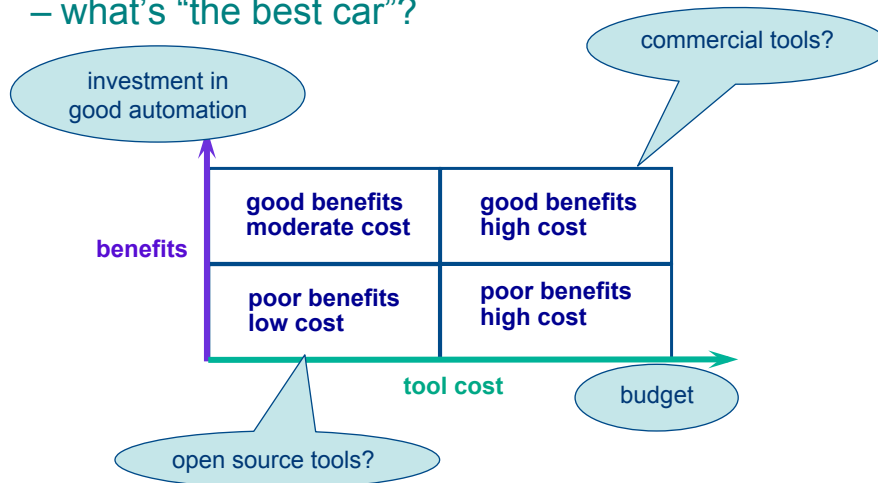 – what's “the best car”?
commercial tools?
investment in
good automation
good benefits
moderate cost
good benefits
high cost
benefits
poor benefits
low cost
poor benefits
high cost
tool cost
budget
open source tools?